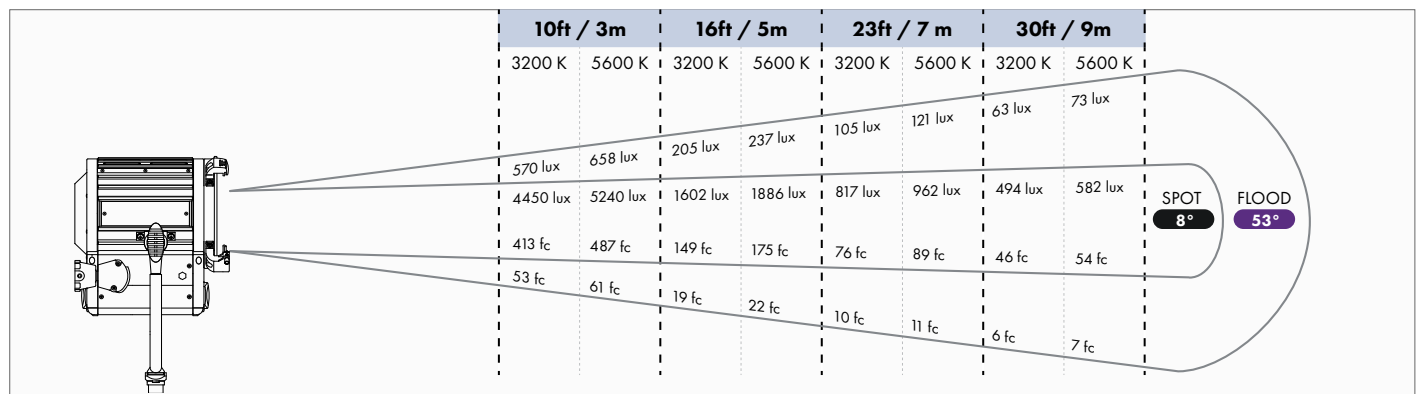 10ft / 3m 16ft / 5m 23ft / 7 m 30ft / 9m
3200 K 5600 K 3200 K 5600 K 3200 K 5600 K 3200 K 5600 K
570 lux 658 lux 205 lux 237 lux 105 lux 121 lux 63 lux 73 lux
4450 lux 5240 lux 1602 lux 1886 lux 817 lux 962 lux 494 lux 582 lux
SPOT FLOOD
8° 53°
413 fc 487 fc 149 fc 175 fc 76 fc 89 fc 46 fc 54 fc
53 fc 61 fc 19 fc 22 fc 10 fc 11 fc 6 fc 7 fc